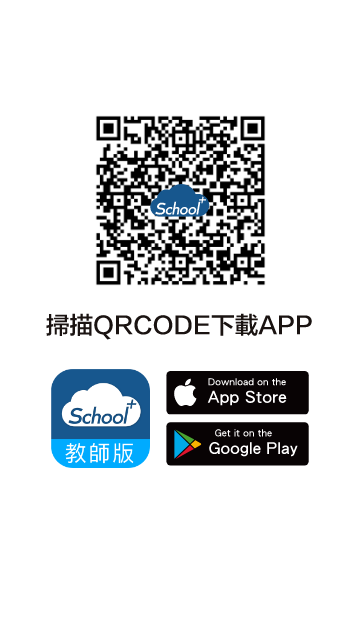 School+
掃描QRCODE下載APP
School+
教師版
Download on the
App Store
Get it on the
Google Play